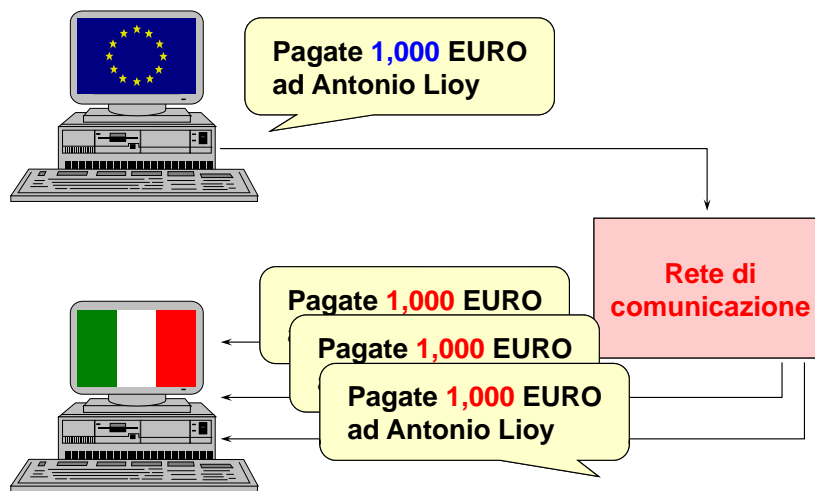 Pagate 1,000 EURO
ad Antonio Lioy
Rete di
comunicazione
Pagate 1,000 EURO
Pagate 1,000 EURO
Pagate 1,000 EURO
ad Antonio Lioy